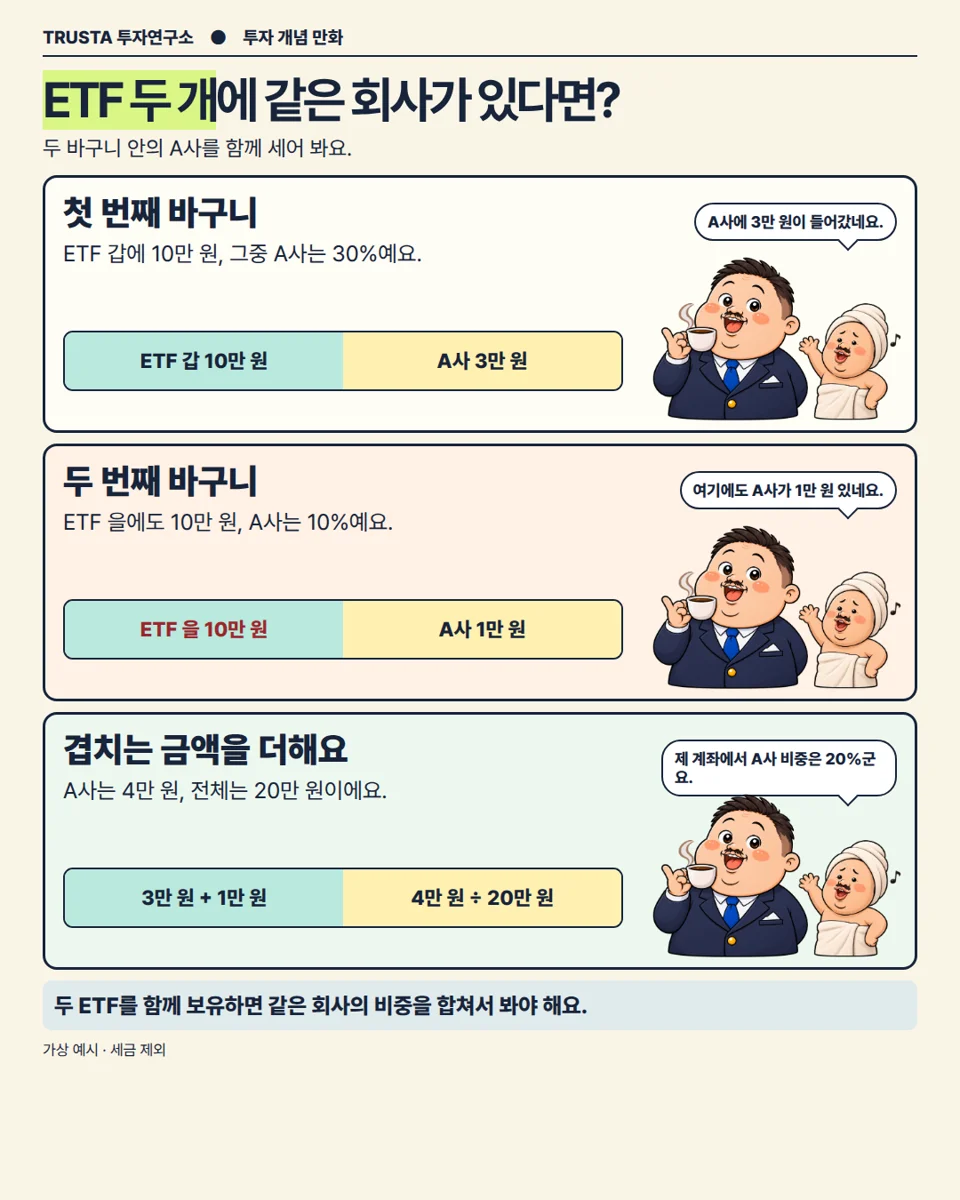 TRUSTA 투자연구소 ● 투자 개념 만화
ETF 두 개에 같은 회사가 있다면?
두 바구니 안의 A사를 함께 세어 봐요.
첫 번째 바구니
ETF 갑에 10만 원, 그중 A사는 30%예요.
A사에 3만 원이 들어갔네요.
ETF 갑 10만 원
A사 3만 원
두 번째 바구니
ETF 을에도 10만 원, A사는 10%예요.
여기에도 A사가 1만 원 있네요.
ETF 을 10만 원
A사 1만 원
겹치는 금액을 더해요
A사는 4만 원, 전체는 20만 원이에요.
제 계좌에서 A사 비중은 20%군
요.
3만 원 + 1만 원
4만 원 ÷ 20만 원
두 ETF를 함께 보유하면 같은 회사의 비중을 합쳐서 봐야 해요.
가상 예시 · 세금 제외